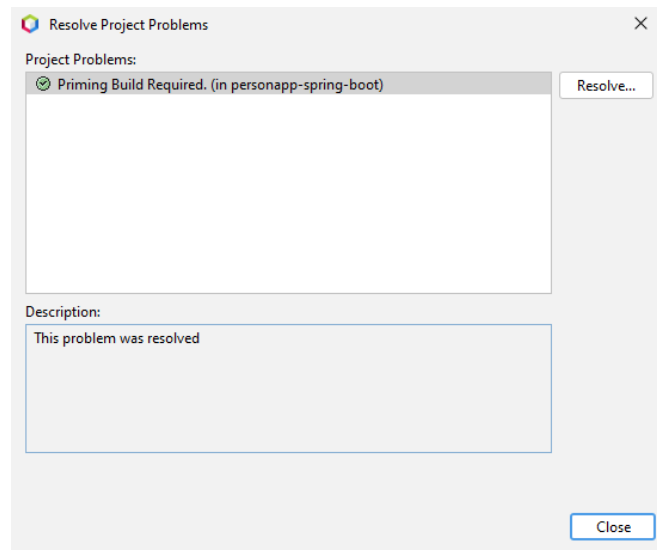 Resolve Project Problems
Project Problems:
Priming Build Required. (in personapp-spring-boot)
Resolve...
Description:
This problem was resolved
Close